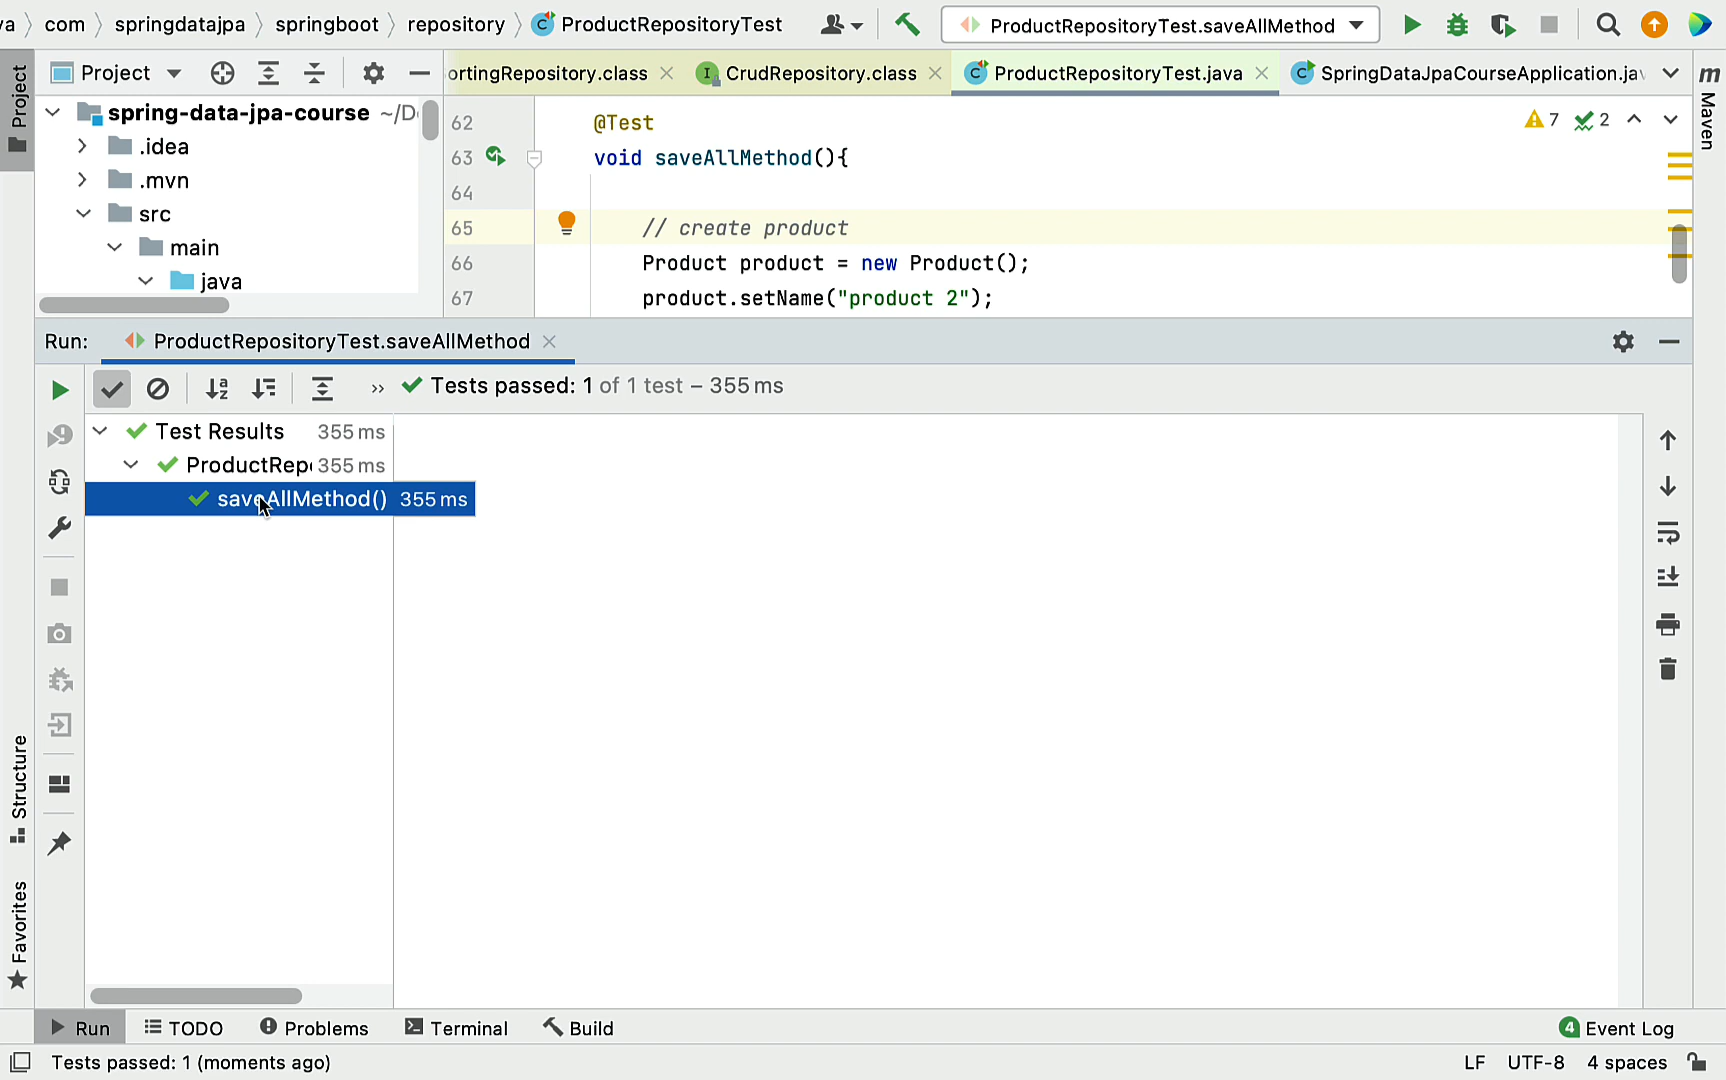 va com springdatajpa springboot repository ProductRepositoryTest ProductRepositoryTest.saveAllMethod
Project ortingRepository.class CrudRepository.class ProductRepositoryTest.java SpringDataJpaCourseApplication.jav
Project
Maven
spring-data-jpa-course ~/D
.idea
.mvn
src
main
java
62 @Test
63 void saveAllMethod(){
64
65 // create product
66 Product product = new Product();
67 product.setName("product 2");
7 2
Run: ProductRepositoryTest.saveAllMethod
Tests passed: 1 of 1 test – 355 ms
Test Results 355 ms
ProductRep 355 ms
saveAllMethod() 355 ms
Structure
Favorites
Run TODO Problems Terminal Build 4 Event Log
Tests passed: 1 (moments ago) LF UTF-8 4 spaces